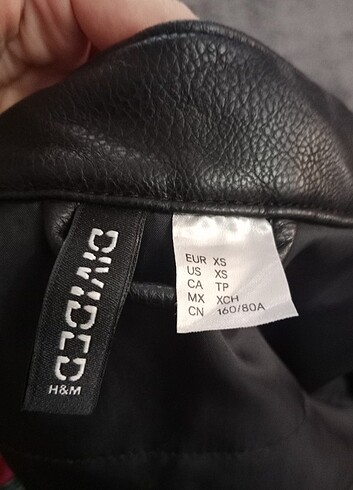 DIVIDED
H&M
EUR XS
US XS
CA TP
MX XCH
CN 160/80A